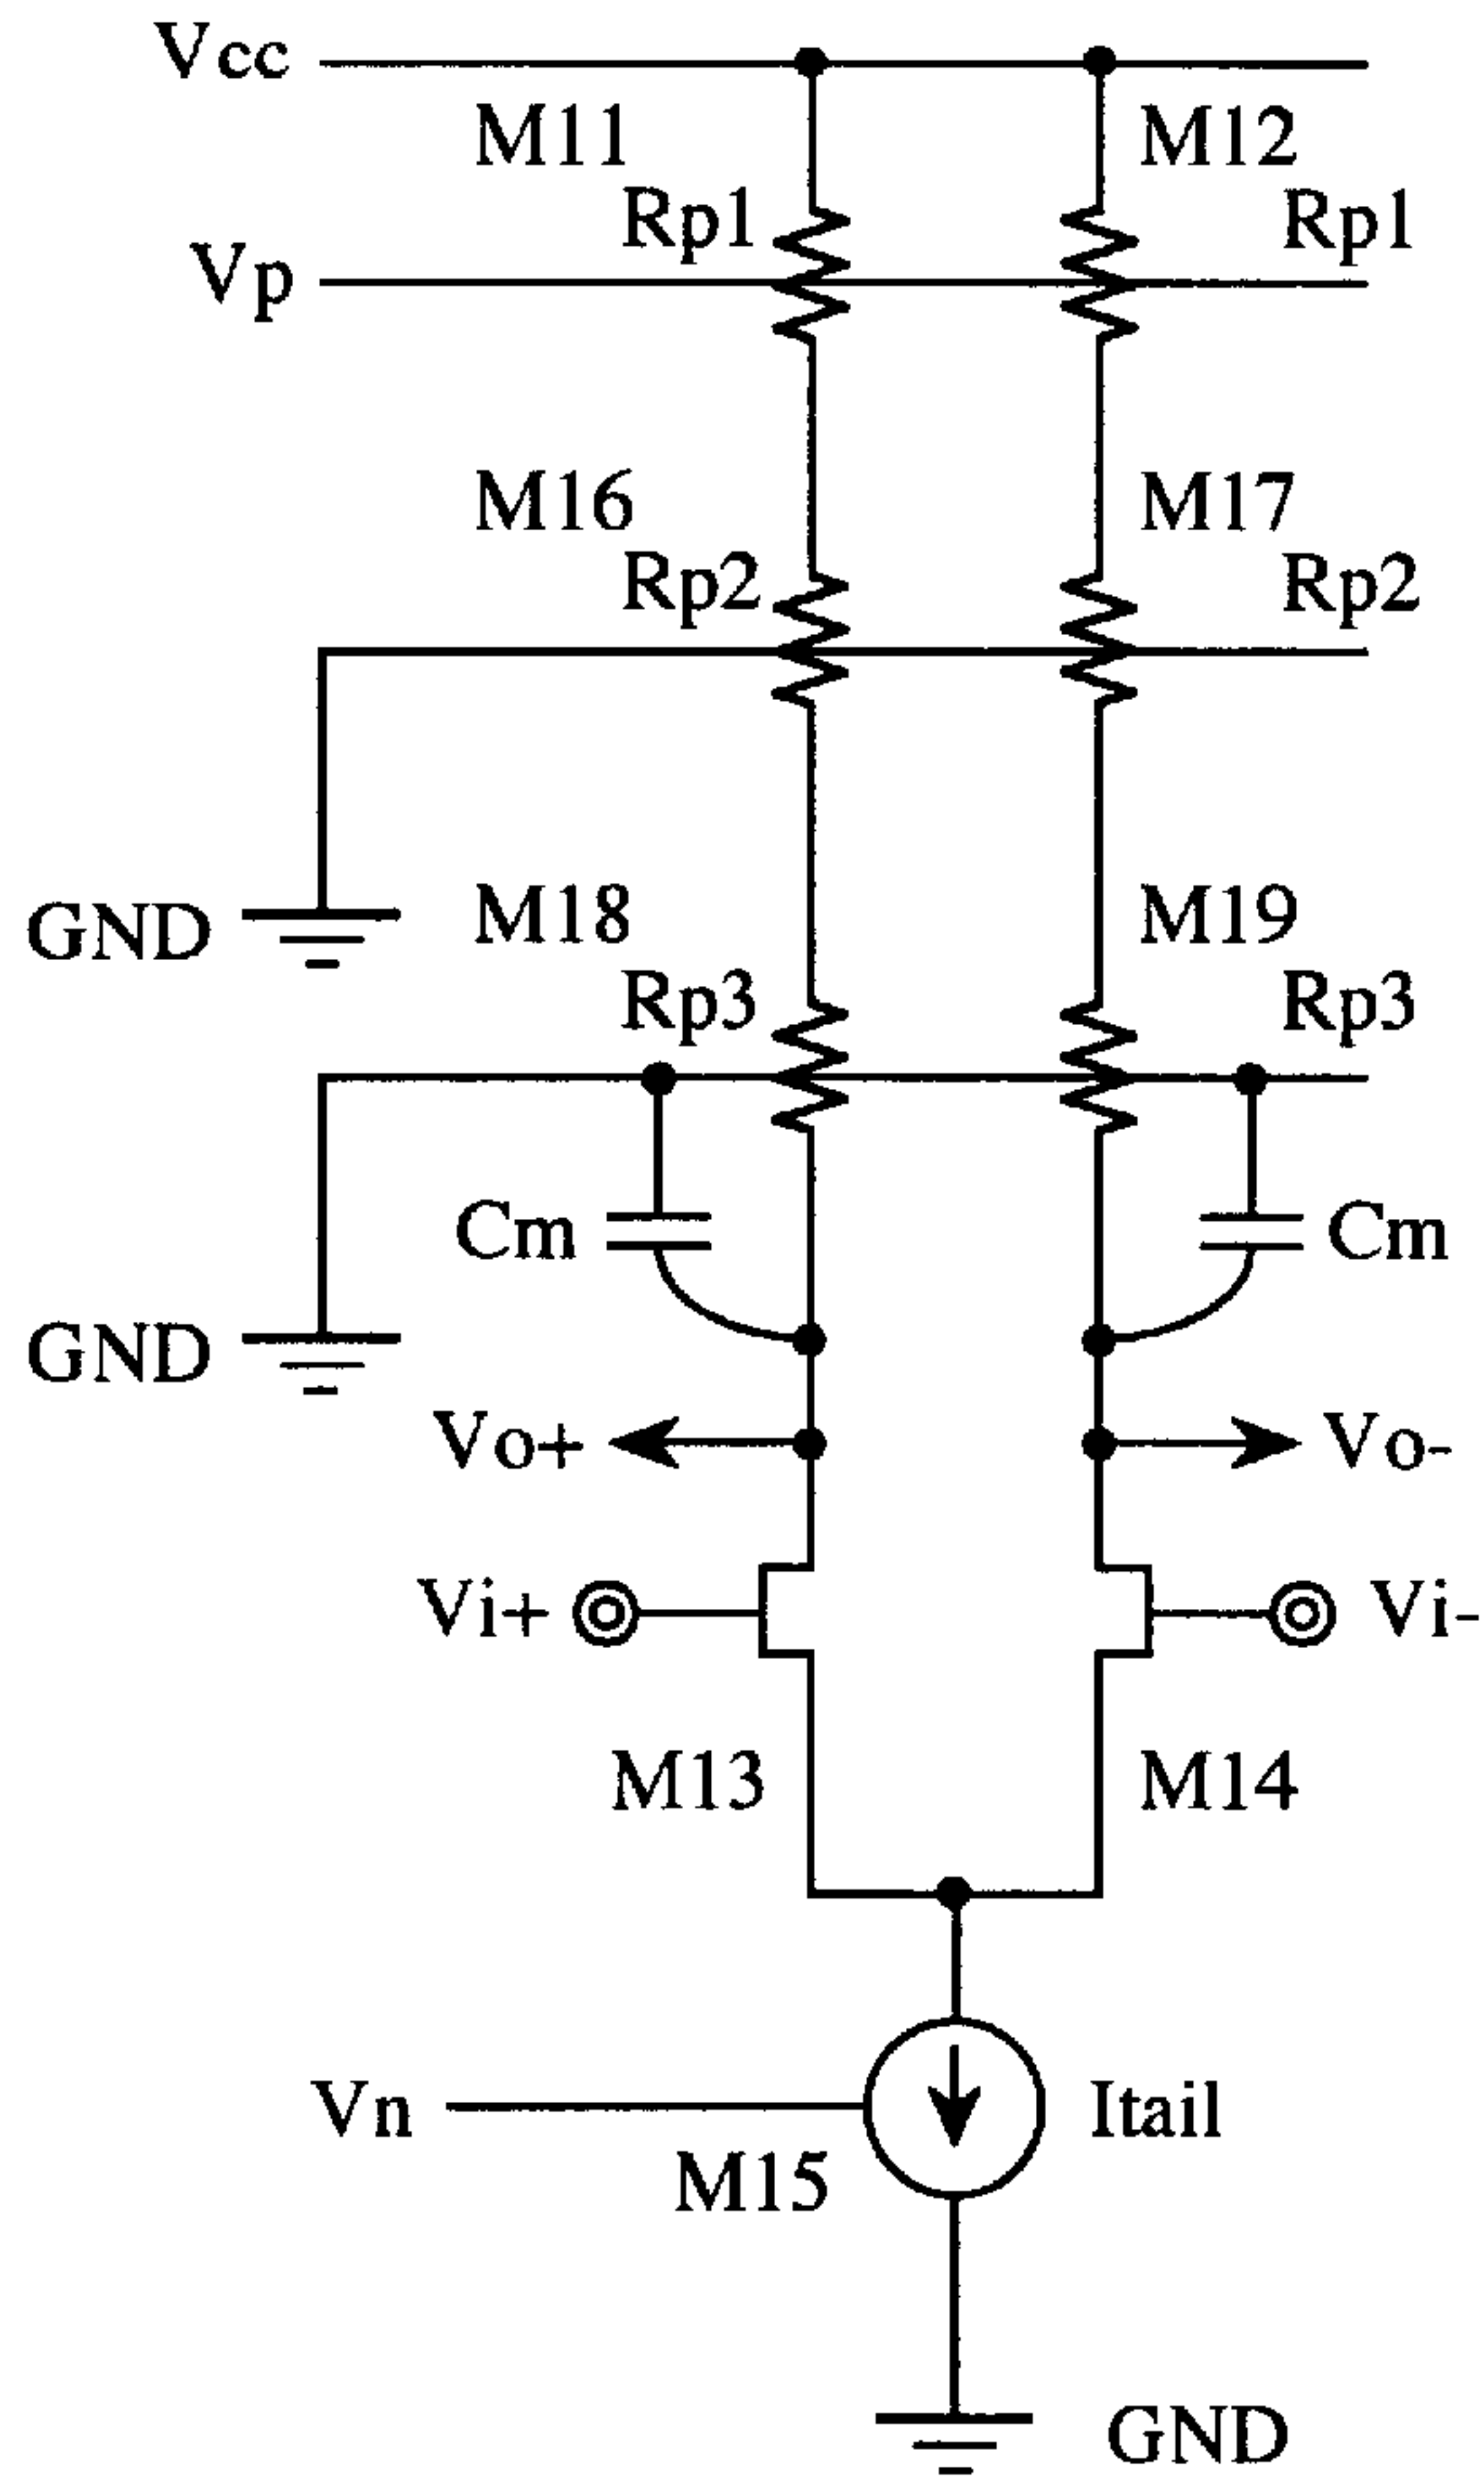 Vcc
M11 M12
Rp1 Rp1
Vp
M16 M17
Rp2 Rp2
M18 M19
GND
Rp3 Rp3
Cm Cm
GND
Vo+ Vo-
Vi+ Vi-
M13 M14
Vn Itail
M15
GND